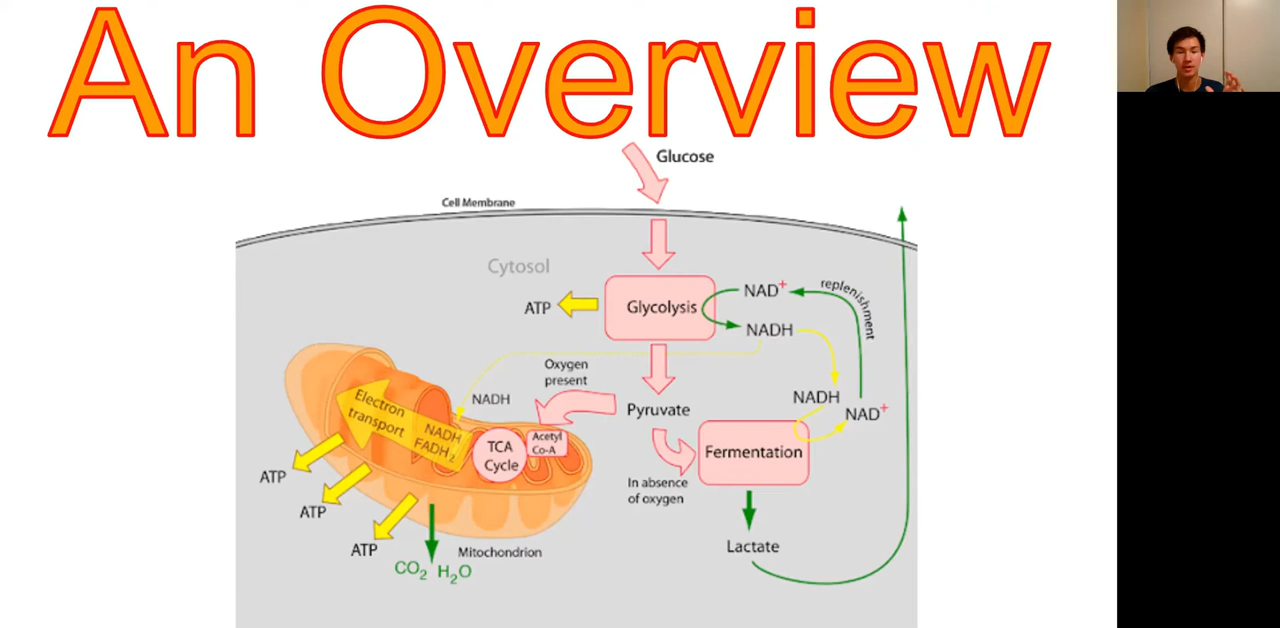 An Overview
Glucose
Cell Membrane
Cytosol
ATP
Glycolysis
NAD+
replenishment
NADH
Oxygen
present
NADH
NADH
NAD+
Pyruvate
Electron
transport
NADH
FADH2
TCA
Cycle
Acetyl
Co-A
Fermentation
In absence
of oxygen
ATP
ATP
ATP
Mitochondrion
CO2 H2O
Lactate